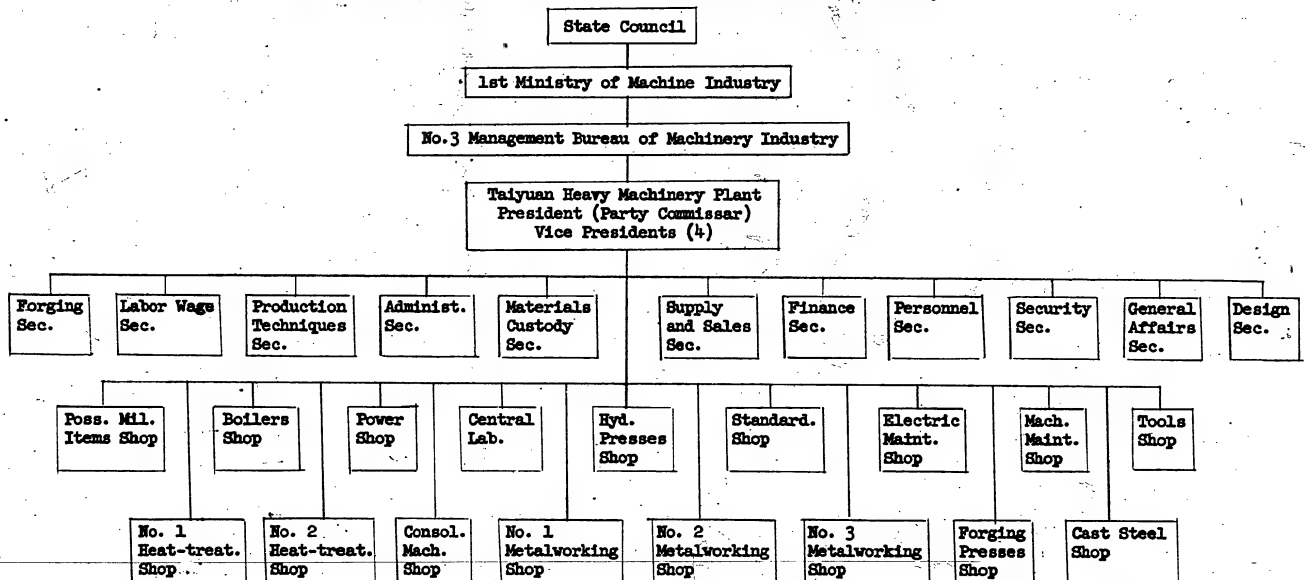 State Council
1st Ministry of Machine Industry
No.3 Management Bureau of Machinery Industry
Taiyuan Heavy Machinery Plant
President (Party Commissar)
Vice Presidents (4)
Forging
Sec.
Labor Wage
Sec.
Production
Techniques
Sec.
Administ.
Sec.
Materials
Custody
Sec.
Supply
and Sales
Sec.
Finance
Sec.
Personnel
Sec.
Security
Sec.
General
Affairs
Sec.
Design
Sec.
Poss. Mil.
Items Shop
Boilers
Shop
Power
Shop
Central
Lab.
Hyd.
Presses
Shop
Standard.
Shop
Electric
Maint.
Shop
Mach.
Maint.
Shop
Tools
Shop
No. 1
Heat-treat.
Shop
No. 2
Heat-treat.
Shop
Consol.
Mach.
Shop
No. 1
Metalworking
Shop
No. 2
Metalworking
Shop
No. 3
Metalworking
Shop
Forging
Presses
Shop
Cast Steel
Shop